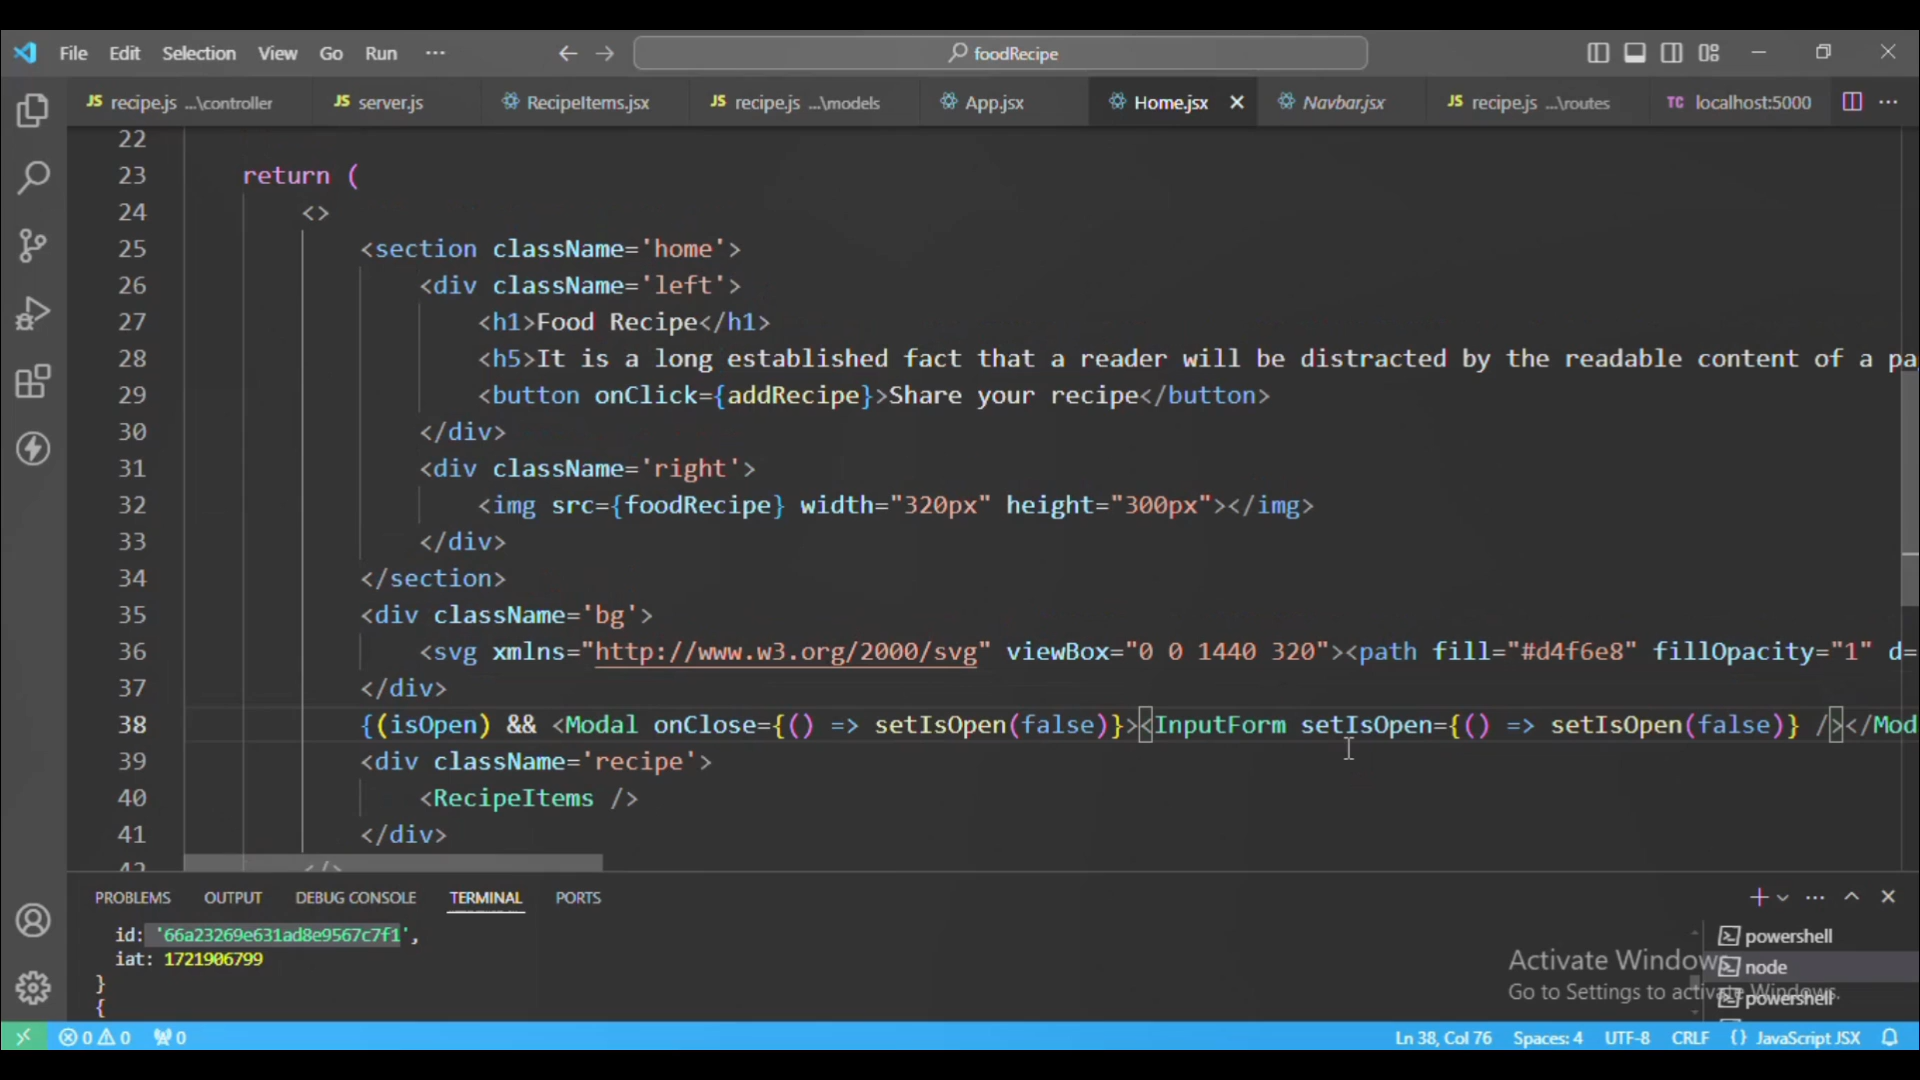 File Edit Selection View Go Run ··· ← → foodRecipe
JS recipe.js ...\controller JS server.js RecipeItems.jsx JS recipe.js ...\models App.jsx Home.jsx × Navbar.jsx JS recipe.js ...\routes TC localhost:5000 ···
22
23 return (
24 <>
25 <section className='home'>
26 <div className='left'>
27 <h1>Food Recipe</h1>
28 <h5>It is a long established fact that a reader will be distracted by the readable content of a pa
29 <button onClick={addRecipe}>Share your recipe</button>
30 </div>
31 <div className='right'>
32 <img src={foodRecipe} width="320px" height="300px"></img>
33 </div>
34 </section>
35 <div className='bg'>
36 <svg xmlns="http://www.w3.org/2000/svg" viewBox="0 0 1440 320"><path fill="#d4f6e8" fillOpacity="1" d=
37 </div>
38 {(isOpen) && <Modal onClose={() => setIsOpen(false)}><InputForm setIsOpen={() => setIsOpen(false)} /></Mod
39 <div className='recipe'>
40 <RecipeItems />
41 </div>
42 </>
PROBLEMS OUTPUT DEBUG CONSOLE TERMINAL PORTS
id: '66a23269e631ad8e9567c7f1',
iat: 1721906799
}
{
powershell
node
powershell
Activate Windows
Go to Settings to activate Windows.
0 0 0 Ln 38, Col 76 Spaces: 4 UTF-8 CRLF {} JavaScript JSX